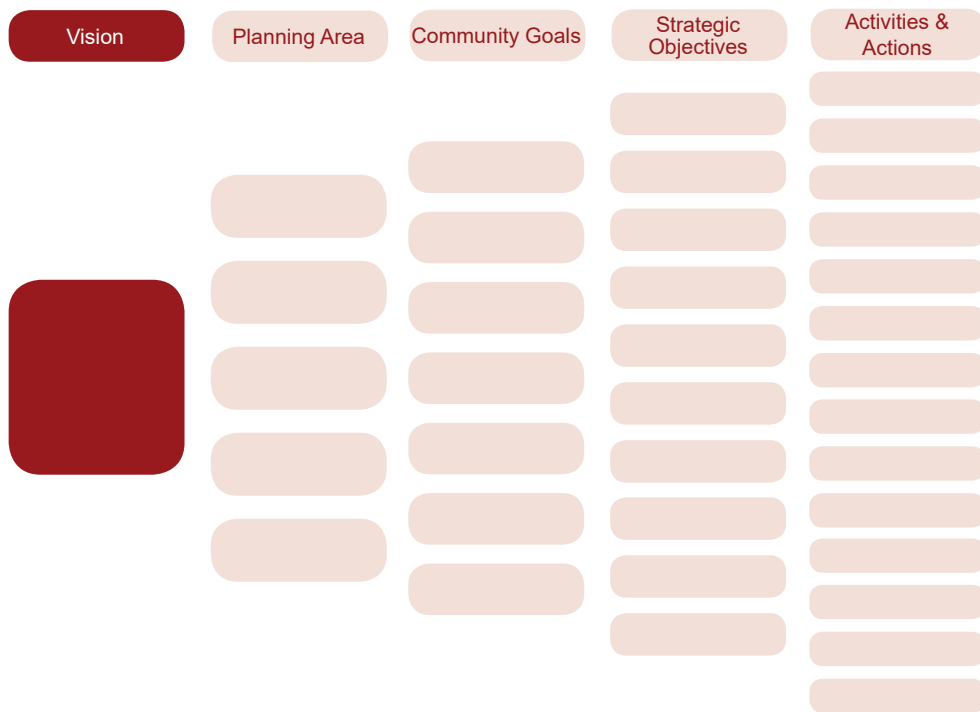 Vision
Planning Area
Community Goals
Strategic
Objectives
Activities &
Actions